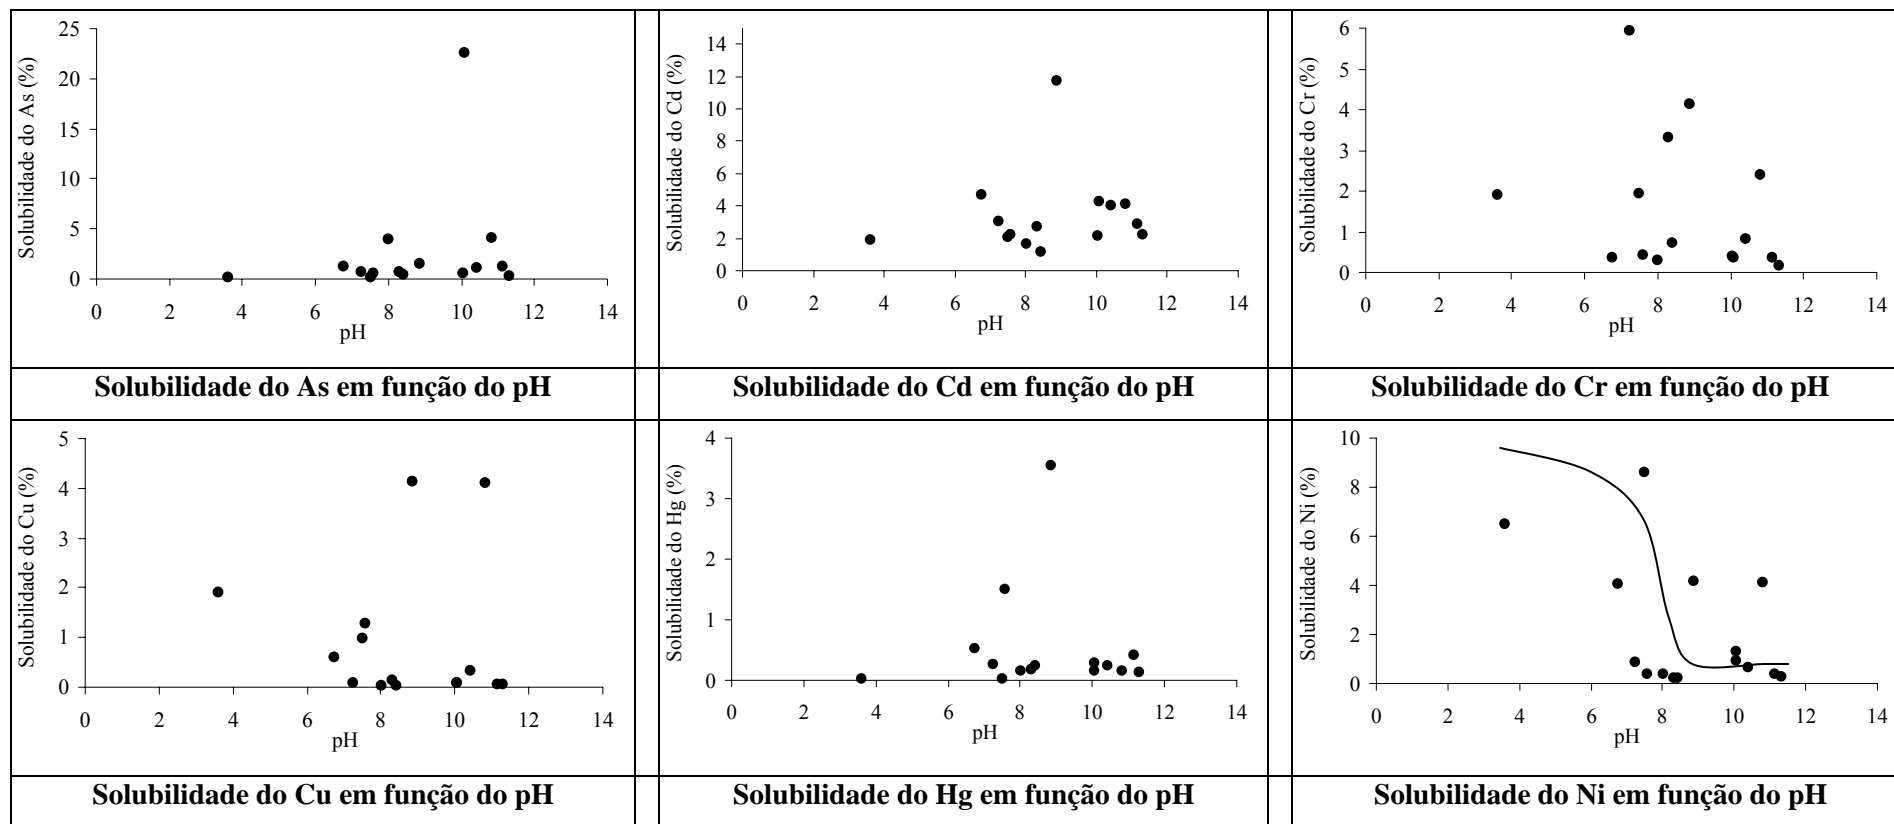 25
20
15
10
5
0
0 2 4 6 8 10 12 14
pH
Solubilidade do As (%)
Solubilidade do As em função do pH
14
12
10
8
6
4
2
0
0 2 4 6 8 10 12 14
pH
Solubilidade do Cd (%)
Solubilidade do Cd em função do pH
6
5
4
3
2
1
0
0 2 4 6 8 10 12 14
pH
Solubilidade do Cr (%)
Solubilidade do Cr em função do pH
5
4
3
2
1
0
0 2 4 6 8 10 12 14
pH
Solubilidade do Cu (%)
Solubilidade do Cu em função do pH
4
3
2
1
0
0 2 4 6 8 10 12 14
pH
Solubilidade do Hg (%)
Solubilidade do Hg em função do pH
10
8
6
4
2
0
0 2 4 6 8 10 12 14
pH
Solubilidade do Ni (%)
Solubilidade do Ni em função do pH